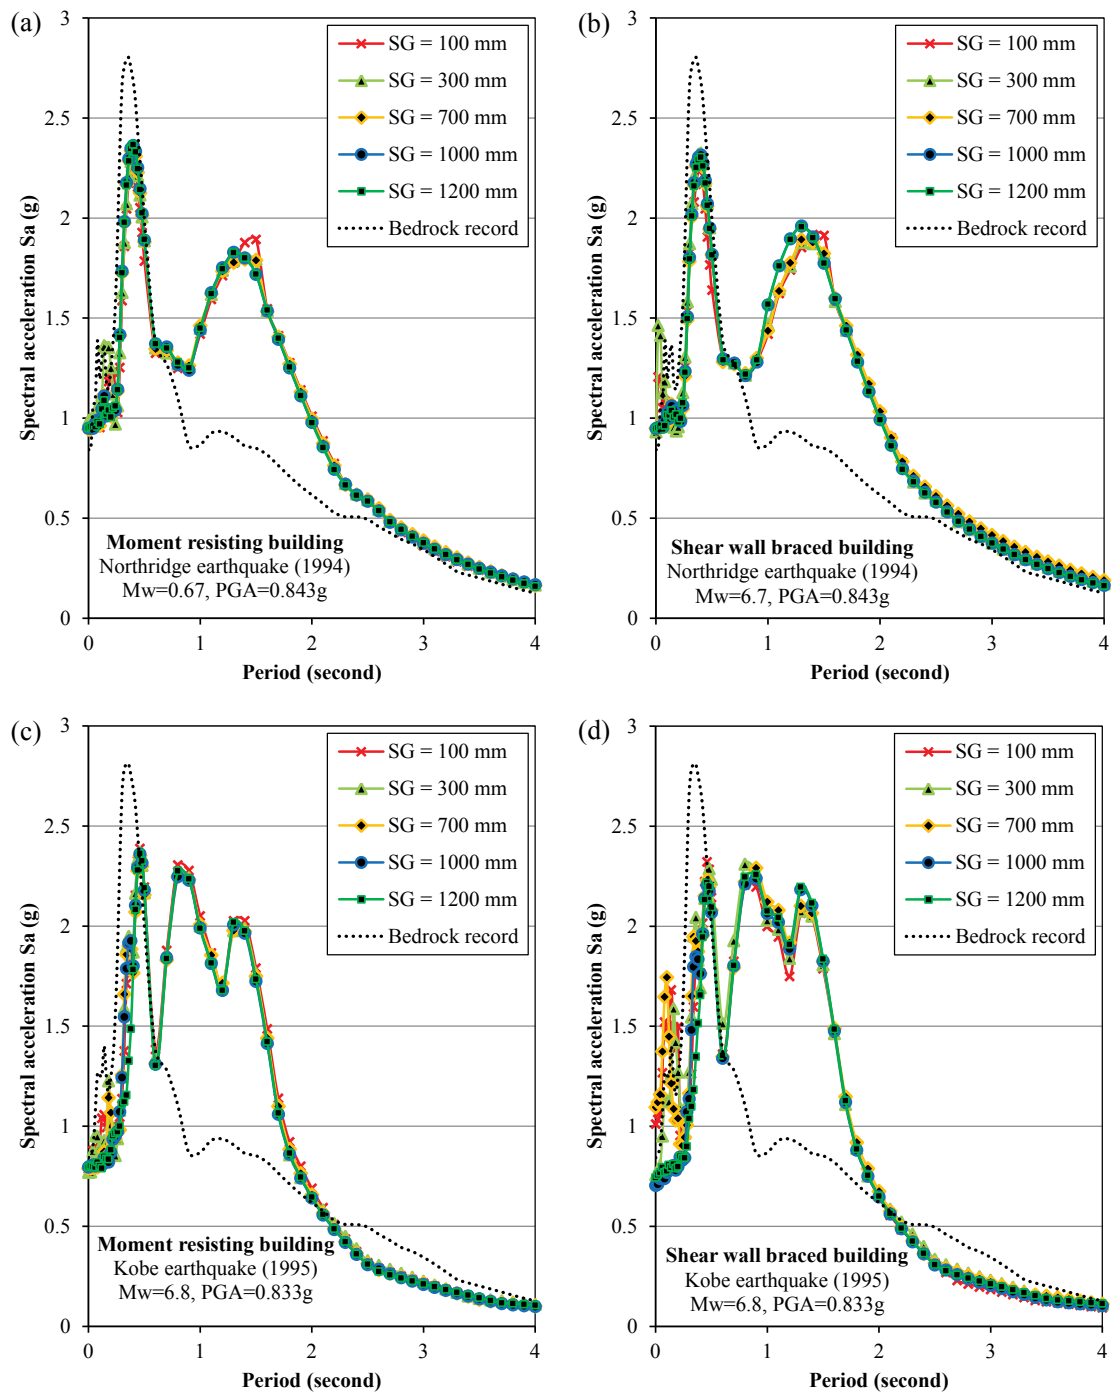 (a)
3
2.5
2
1.5
1
0.5
0
Spectral acceleration Sa (g)
SG = 100 mm
SG = 300 mm
SG = 700 mm
SG = 1000 mm
SG = 1200 mm
Bedrock record
Moment resisting building
Northridge earthquake (1994)
Mw=0.67, PGA=0.843g
0 1 2 3 4
Period (second)
(b)
3
2.5
2
1.5
1
0.5
0
Spectral acceleration Sa (g)
SG = 100 mm
SG = 300 mm
SG = 700 mm
SG = 1000 mm
SG = 1200 mm
Bedrock record
Shear wall braced building
Northridge earthquake (1994)
Mw=6.7, PGA=0.843g
0 1 2 3 4
Period (second)
(c)
3
2.5
2
1.5
1
0.5
0
Spectral acceleration Sa (g)
SG = 100 mm
SG = 300 mm
SG = 700 mm
SG = 1000 mm
SG = 1200 mm
Bedrock record
Moment resisting building
Kobe earthquake (1995)
Mw=6.8, PGA=0.833g
0 1 2 3 4
Period (second)
(d)
3
2.5
2
1.5
1
0.5
0
Spectral acceleration Sa (g)
SG = 100 mm
SG = 300 mm
SG = 700 mm
SG = 1000 mm
SG = 1200 mm
Bedrock record
Shear wall braced building
Kobe earthquake (1995)
Mw=6.8, PGA=0.833g
0 1 2 3 4
Period (second)